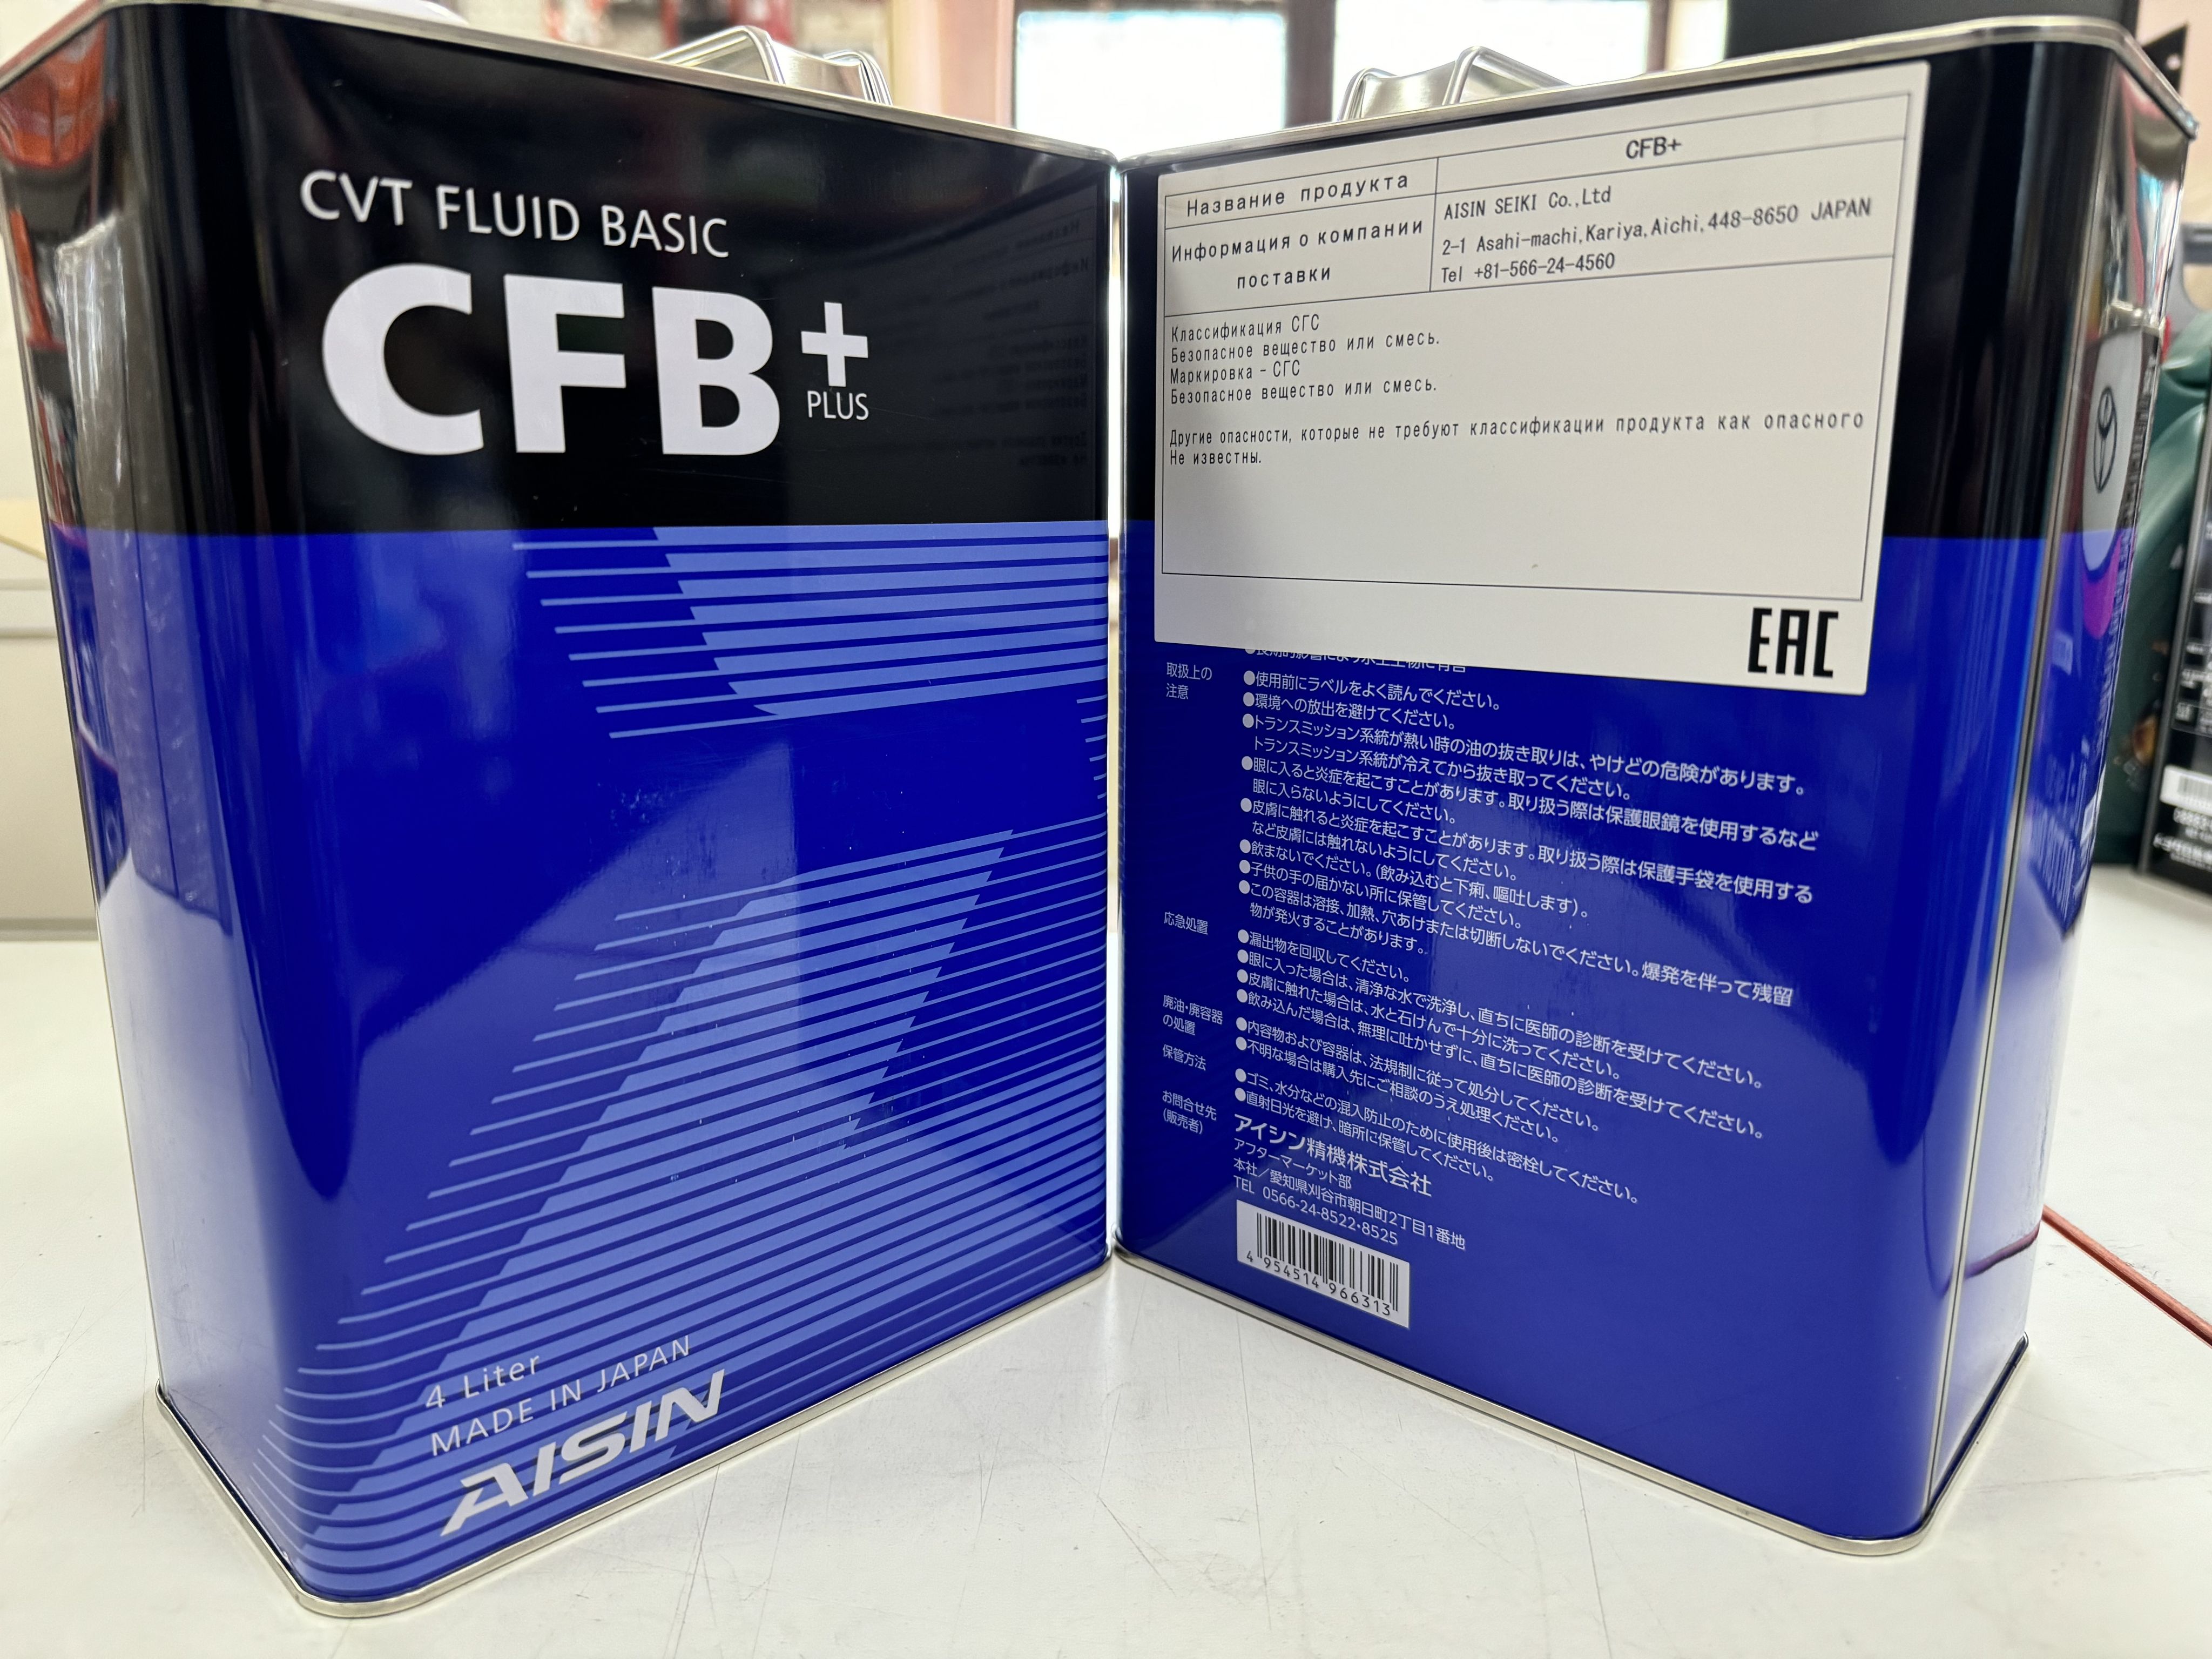 CVT FLUID BASIC
CFB+
PLUS
4 Liter
MADE IN JAPAN
AISIN
Название продукта
CFB+
Информация о компании
поставки
AISIN SEIKI Co.,Ltd
2-1 Asahi-machi,Kariya,Aichi,448-8650 JAPAN
Tel +81-566-24-4560
Классификация СГС
Безопасное вещество или смесь.
Маркировка - СГС
Безопасное вещество или смесь.
Другие опасности, которые не требуют классификации продукта как опасного
Не известны.
EAC
取扱上の
注意
●使用前にラベルをよく読んでください。
●環境への放出を避けてください。
●トランスミッション系統が熱い時の油の抜き取りは、やけどの危険があります。
トランスミッション系統が冷えてから抜き取ってください。
●眼に入ると炎症を起こすことがあります。取り扱う際は保護眼鏡を使用するなど
眼に入らないようにしてください。
●皮膚に触れると炎症を起こすことがあります。取り扱う際は保護手袋を使用する
など皮膚には触れないようにしてください。
●飲まないでください。(飲み込むと下痢、嘔吐します)。
●子供の手の届かない所に保管してください。
●この容器は溶接、加熱、穴あけまたは切断しないでください。爆発を伴って残留
物が発火することがあります。
応急処置
●漏出物を回収してください。
●眼に入った場合は、清浄な水で洗浄し、直ちに医師の診断を受けてください。
●皮膚に触れた場合は、水と石けんで十分に洗ってください。
●飲み込んだ場合は、無理に吐かせずに、直ちに医師の診断を受けてください。
廃油・廃容器
の処置
●内容物および容器は、法規制に従って処分してください。
●不明な場合は購入先にご相談のうえ処理ください。
保管方法
●ゴミ、水分などの混入防止のために使用後は密栓してください。
●直射日光を避け、暗所に保管してください。
お問合せ先
(販売者)
アイシン精機株式会社
アフターマーケット部
本社/愛知県刈谷市朝日町2丁目1番地
TEL 0566-24-8522・8525
4 954514 966313